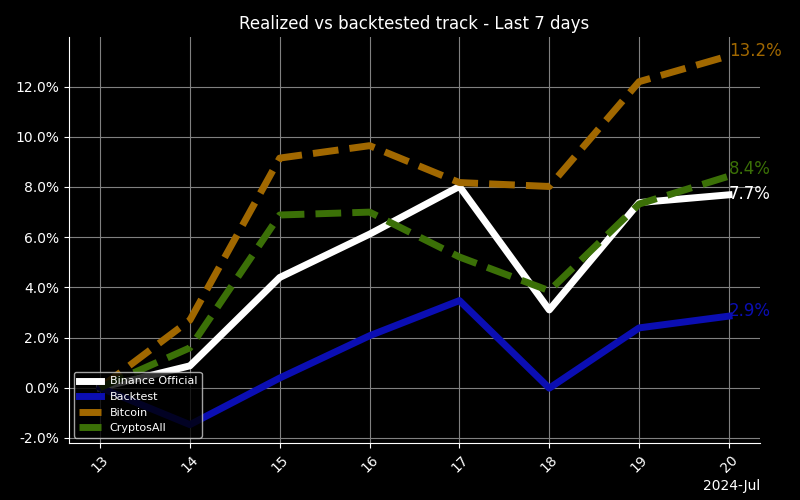 Realized vs backtested track - Last 7 days
13.2%
12.0%
10.0%
8.4%
8.0%
7.7%
6.0%
4.0%
2.9%
2.0%
0.0%
-2.0%
Binance Official
Backtest
Bitcoin
CryptosAll
13 14 15 16 17 18 19 20
2024-Jul